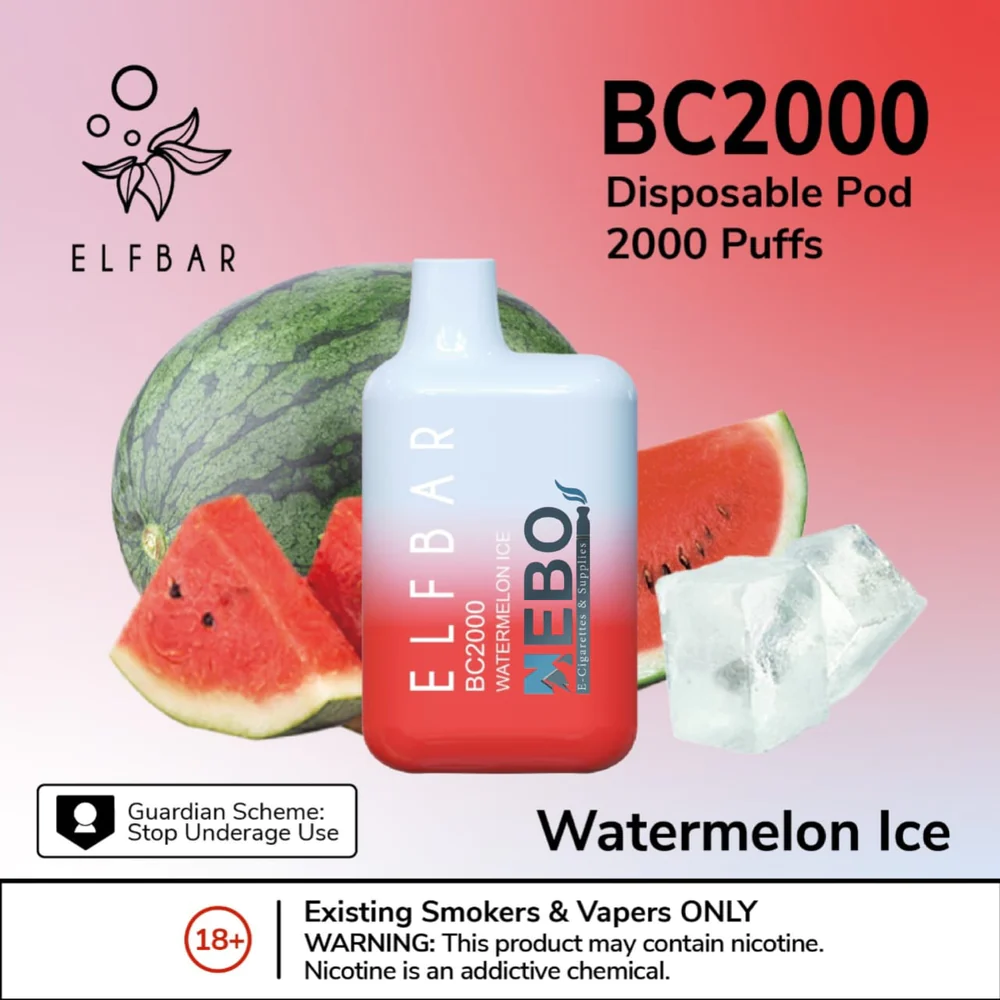 ELFBAR
BC2000
Disposable Pod
2000 Puffs
ELFBAR
BC2000
WATERMELON ICE
NEBO
E-Cigarettes & Supplies
Guardian Scheme:
Stop Underage Use
Watermelon Ice
18+
Existing Smokers & Vapers ONLY
WARNING: This product may contain nicotine.
Nicotine is an addictive chemical.